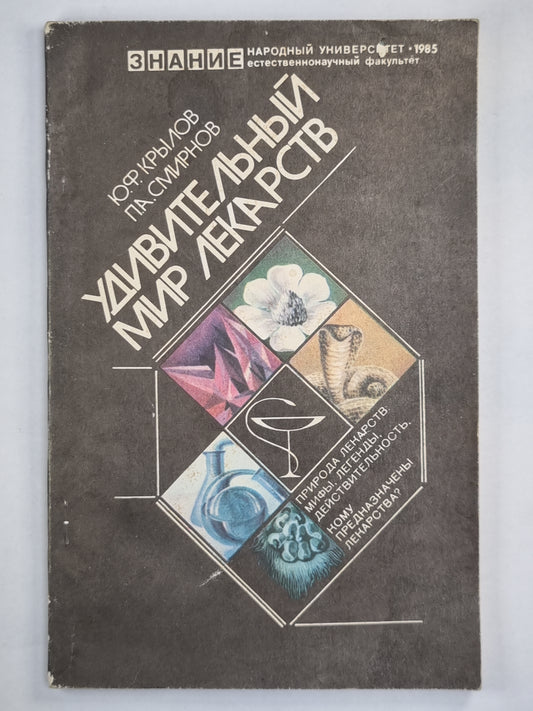 ЗНАНИЕ
НАРОДНЫЙ УНИВЕРСИТЕТ • 1985
естественнонаучный факультет
Ю.Ф. КРЫЛОВ
П.А. СМИРНОВ
УДИВИТЕЛЬНЫЙ
МИР ЛЕКАРСТВ
ПРИРОДА ЛЕКАРСТВ:
МИФЫ, ЛЕГЕНДЫ,
ДЕЙСТВИТЕЛЬНОСТЬ.
КОМУ
ПРЕДНАЗНАЧЕНЫ
ЛЕКАРСТВА?